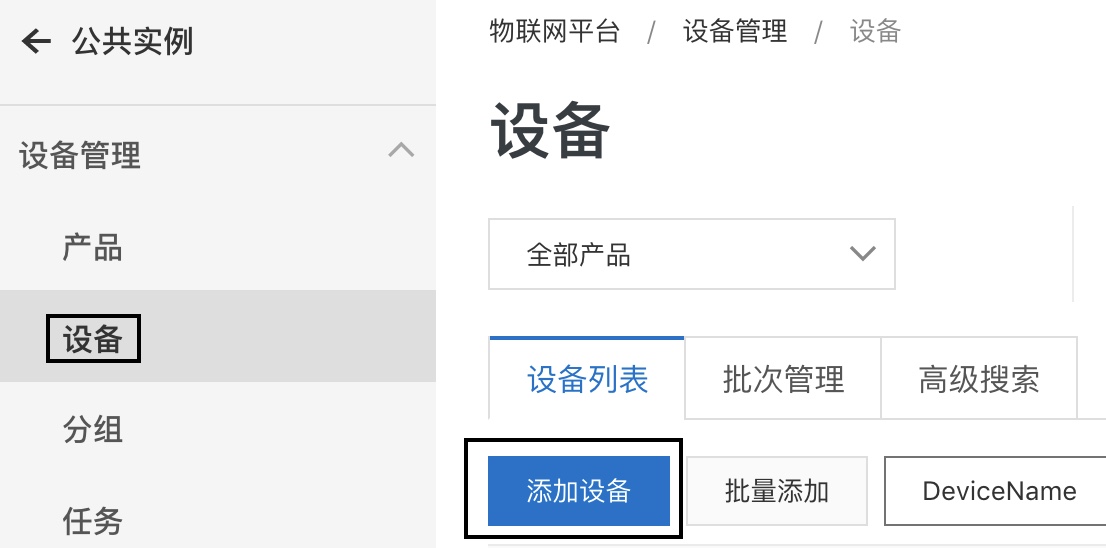 公共实例
设备管理
产品
设备
分组
任务
物联网平台 / 设备管理 / 设备
设备
全部产品
设备列表 批次管理 高级搜索
添加设备 批量添加 DeviceName